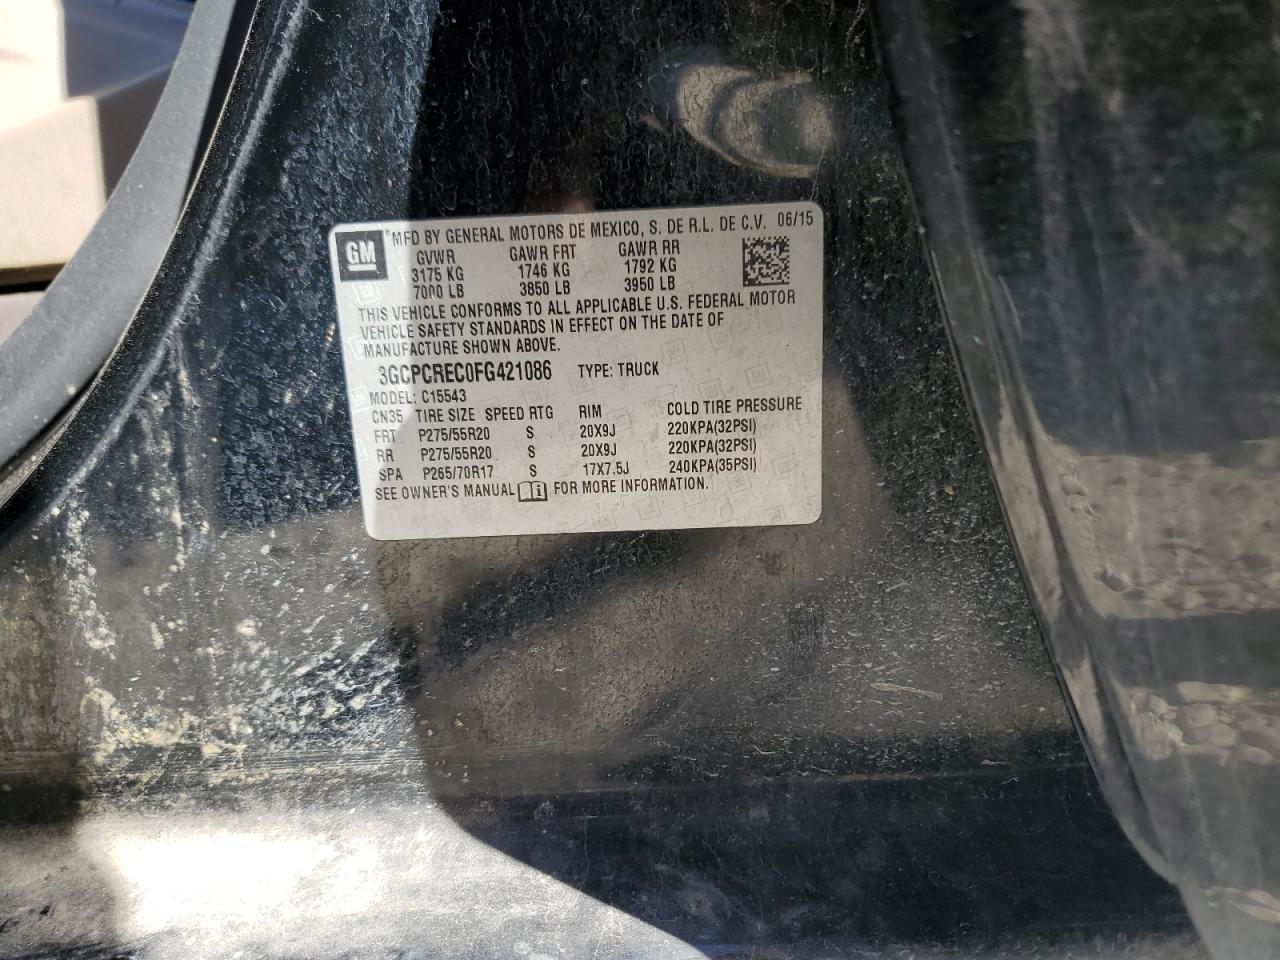 GM *MFD BY GENERAL MOTORS DE MEXICO, S. DE R.L. DE C.V. 06/15
GVWR GAWR FRT GAWR RR
3175 KG 1746 KG 1792 KG
7000 LB 3850 LB 3950 LB
THIS VEHICLE CONFORMS TO ALL APPLICABLE U.S. FEDERAL MOTOR
VEHICLE SAFETY STANDARDS IN EFFECT ON THE DATE OF
MANUFACTURE SHOWN ABOVE.
3GCPCREC0FG421086 TYPE: TRUCK
MODEL: C15543
CN35 TIRE SIZE SPEED RTG RIM COLD TIRE PRESSURE
FRT P275/55R20 S 20X9J 220KPA(32PSI)
RR P275/55R20 S 20X9J 220KPA(32PSI)
SPA P265/70R17 S 17X7.5J 240KPA(35PSI)
SEE OWNER'S MANUAL i FOR MORE INFORMATION.